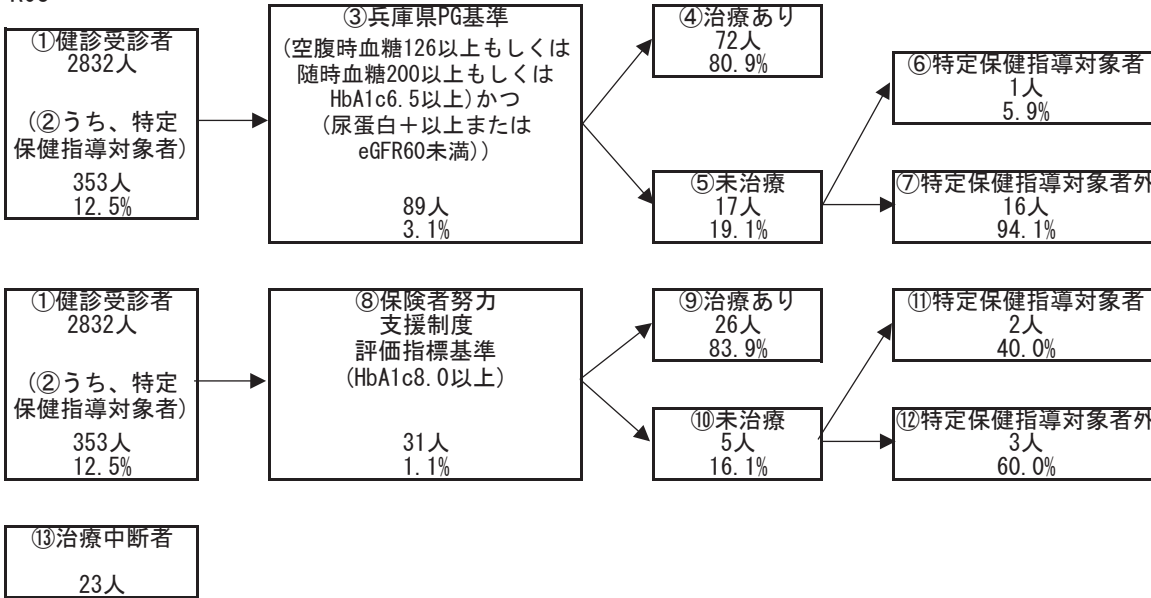 ①健診受診者
2832人
(②うち、特定
保健指導対象者)
353人
12.5%
③兵庫県PG基準
(空腹時血糖126以上もしくは
随時血糖200以上もしくは
HbA1c6.5以上)かつ
(尿蛋白＋以上または
eGFR60未満))
89人
3.1%
④治療あり
72人
80.9%
⑤未治療
17人
19.1%
⑥特定保健指導対象者
1人
5.9%
⑦特定保健指導対象者外
16人
94.1%
①健診受診者
2832人
(②うち、特定
保健指導対象者)
353人
12.5%
⑧保険者努力
支援制度
評価指標基準
(HbA1c8.0以上)
31人
1.1%
⑨治療あり
26人
83.9%
⑩未治療
5人
16.1%
⑪特定保健指導対象者
2人
40.0%
⑫特定保健指導対象者外
3人
60.0%
⑬治療中断者
23人